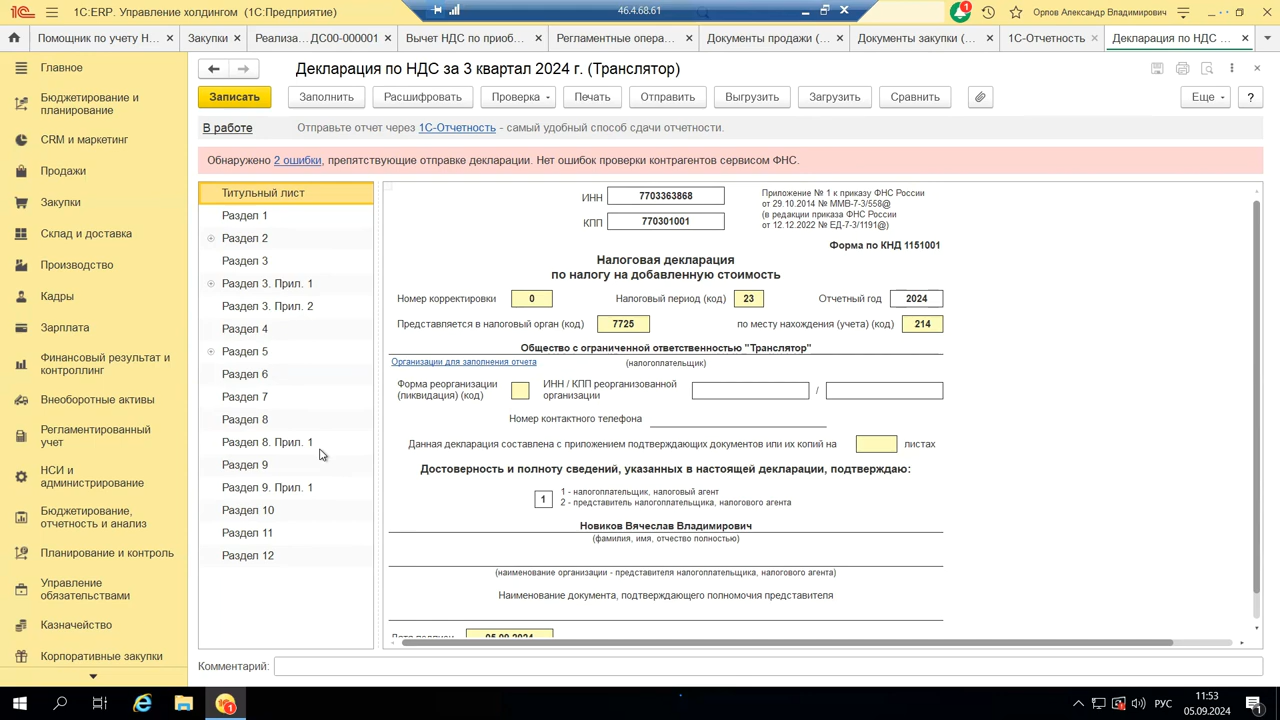 1С:ERP. Управление холдингом (1С:Предприятие)
46.4.68.61
1
Орлов Александр Владимирович
Помощник по учету Н...
Закупки
Реализа... ДС00-000001
Вычет НДС по приоб...
Регламентные опера...
Документы продажи (...
Документы закупки (...
1С-Отчетность
Декларация по НДС ...
Главное
Бюджетирование и
планирование
CRM и маркетинг
Продажи
Закупки
Склад и доставка
Производство
Кадры
Зарплата
Финансовый результат и
контроллинг
Внеоборотные активы
Регламентированный
учет
НСИ и
администрирование
Бюджетирование,
отчетность и анализ
Планирование и контроль
Управление
обязательствами
Казначейство
Корпоративные закупки
Декларация по НДС за 3 квартал 2024 г. (Транслятор)
Записать
Заполнить
Расшифровать
Проверка
Печать
Отправить
Выгрузить
Загрузить
Сравнить
Еще
?
В работе
Отправьте отчет через 1С-Отчетность - самый удобный способ сдачи отчетности.
Обнаружено 2 ошибки, препятствующие отправке декларации. Нет ошибок проверки контрагентов сервисом ФНС.
Титульный лист
Раздел 1
Раздел 2
Раздел 3
Раздел 3. Прил. 1
Раздел 3. Прил. 2
Раздел 4
Раздел 5
Раздел 6
Раздел 7
Раздел 8
Раздел 8. Прил. 1
Раздел 9
Раздел 9. Прил. 1
Раздел 10
Раздел 11
Раздел 12
ИНН 7703363868
КПП 770301001
Приложение № 1 к приказу ФНС России
от 29.10.2014 № ММВ-7-3/558@
(в редакции приказа ФНС России
от 12.12.2022 № ЕД-7-3/1191@)
Форма по КНД 1151001
Налоговая декларация
по налогу на добавленную стоимость
Номер корректировки 0 Налоговый период (код) 23 Отчетный год 2024
Представляется в налоговый орган (код) 7725 по месту нахождения (учета) (код) 214
Общество с ограниченной ответственностью "Транслятор"
Организации для заполнения отчета (налогоплательщик)
Форма реорганизации
(ликвидация) (код)
ИНН / КПП реорганизованной
организации
/
Номер контактного телефона
Данная декларация составлена с приложением подтверждающих документов или их копий на листах
Достоверность и полноту сведений, указанных в настоящей декларации, подтверждаю:
1
1 - налогоплательщик, налоговый агент
2 - представитель налогоплательщика, налогового агента
Новиков Вячеслав Владимирович
(фамилия, имя, отчество полностью)
(наименование организации - представителя налогоплательщика, налогового агента)
Наименование документа, подтверждающего полномочия представителя
Дата подписи 05.09.2024
Комментарий:
1
РУС
11:53
05.09.2024
1